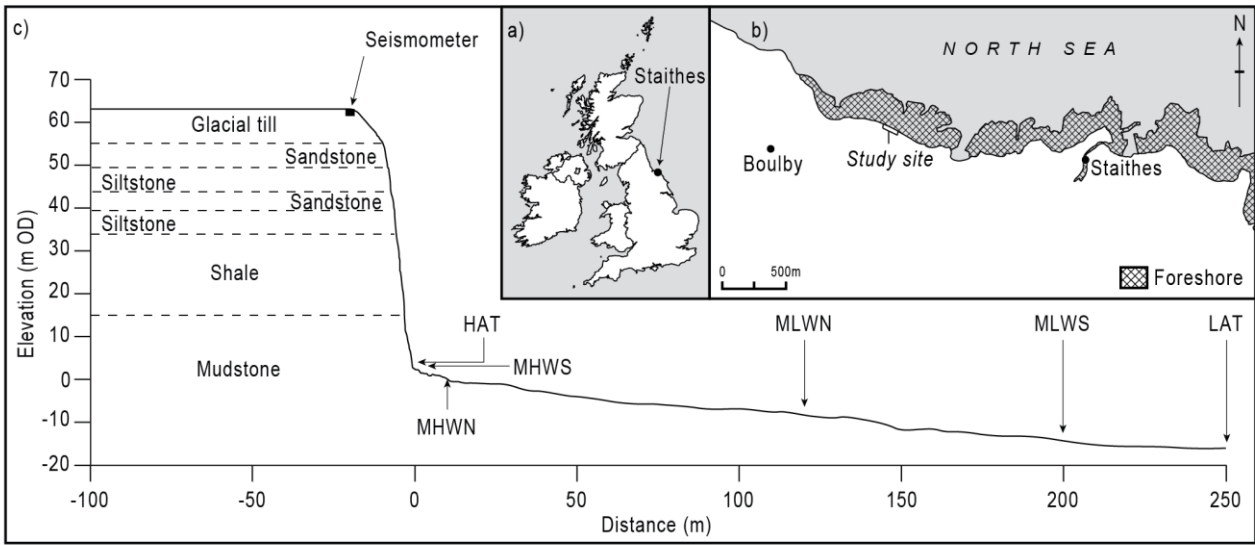 c)
Seismometer
70
60
50
40
30
20
10
0
-10
-20
Elevation (m OD)
Glacial till
Sandstone
Siltstone
Sandstone
Siltstone
Shale
Mudstone
HAT
MHWS
MHWN
MLWN
MLWS
LAT
-100
-50
0
50
100
150
200
250
Distance (m)
a)
Staithes
b)
NORTH SEA
N
Boulby
Study site
Staithes
0
500m
Foreshore